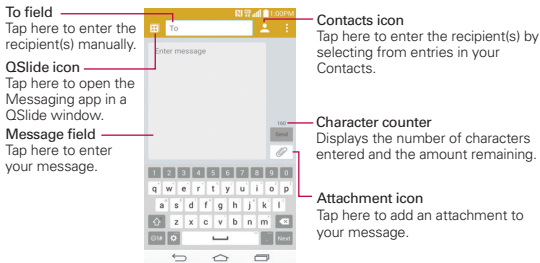 To field
Tap here to enter the
recipient(s) manually.
QSlide icon
Tap here to open the
Messaging app in a
QSlide window.
Message field
Tap here to enter
your message.
1:00PM
To
Enter message
160
Send
1 2 3 4 5 6 7 8 9 0
q w e r t y u i o p
a s d f g h j k l
z x c v b n m
Next
Contacts icon
Tap here to enter the recipient(s) by
selecting from entries in your
Contacts.
Character counter
Displays the number of characters
entered and the amount remaining.
Attachment icon
Tap here to add an attachment to
your message.